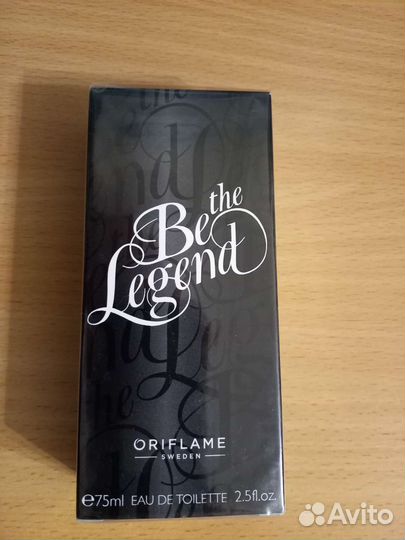 Be the
Legend
ORIFLAME
SWEDEN
℮75ml EAU DE TOILETTE 2.5fl.oz.
Avito